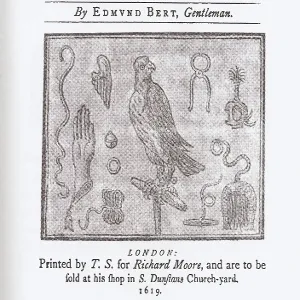 By EDMVND BERT, Gentleman.
LONDON:
Printed by T. S. for Richard Moore, and are to be
ſold at his ſhop in S. Dunſtans Church-yard.
1619.